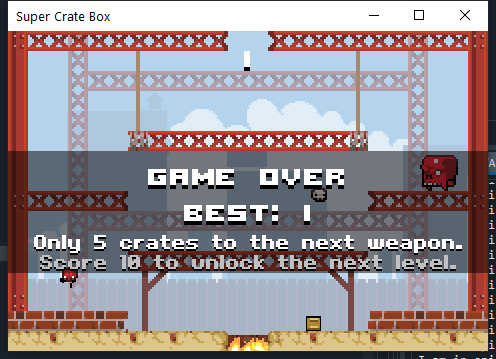 Super Crate Box
1
GAME OVER
BEST: 1
Only 5 crates to the next weapon.
Score 10 to unlock the next level.